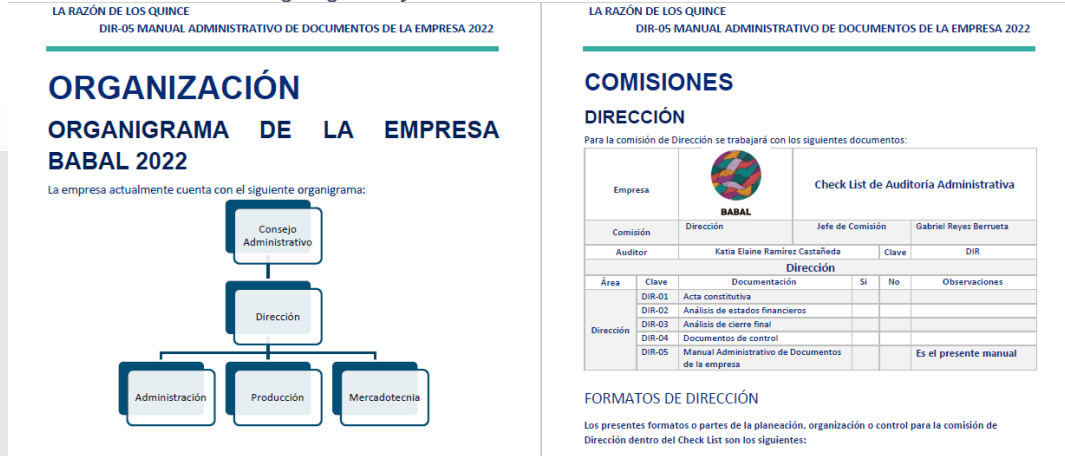 LA RAZÓN DE LOS QUINCE
DIR-05 MANUAL ADMINISTRATIVO DE DOCUMENTOS DE LA EMPRESA 2022
ORGANIZACIÓN
ORGANIGRAMA DE LA EMPRESA
BABAL 2022
La empresa actualmente cuenta con el siguiente organigrama:
Consejo
Administrativo
Dirección
Administración
Producción
Mercadotecnia
LA RAZÓN DE LOS QUINCE
DIR-05 MANUAL ADMINISTRATIVO DE DOCUMENTOS DE LA EMPRESA 2022
COMISIONES
DIRECCIÓN
Para la comisión de Dirección se trabajará con los siguientes documentos:
Empresa
BABAL
Check List de Auditoría Administrativa
Comisión Dirección Jefe de Comisión Gabriel Reyes Berrueta
Auditor Katia Elaine Ramírez Castañeda Clave DIR
Dirección
Área Clave Documentación Si No Observaciones
Dirección
DIR-01 Acta constitutiva
DIR-02 Análisis de estados financieros
DIR-03 Análisis de cierre final
DIR-04 Documentos de control
DIR-05 Manual Administrativo de Documentos Es el presente manual
de la empresa
FORMATOS DE DIRECCIÓN
Los presentes formatos o partes de la planeación, organización o control para la comisión de
Dirección dentro del Check List son los siguientes: